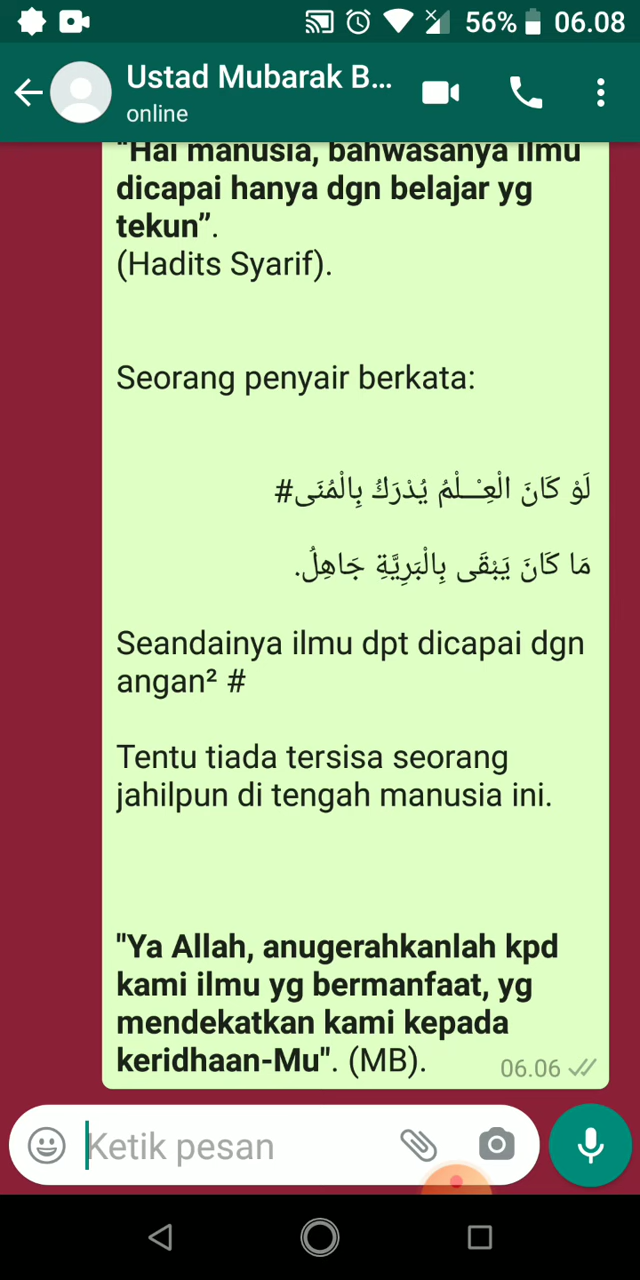 56% 06.08
Ustad Mubarak B...
online
"Hai manusia, bahwasanya ilmu
dicapai hanya dgn belajar yg
tekun”.
(Hadits Syarif).
Seorang penyair berkata:
لَوْ كَانَ الْعِـْـلْمُ يُدْرَكُ بِالْمُنَى#
مَا كَانَ يَبْقَى بِالْبَرِيَّةِ جَاهِلُ.
Seandainya ilmu dpt dicapai dgn
angan² #
Tentu tiada tersisa seorang
jahilpun di tengah manusia ini.
"Ya Allah, anugerahkanlah kpd
kami ilmu yg bermanfaat, yg
mendekatkan kami kepada
keridhaan-Mu". (MB).
06.06
Ketik pesan